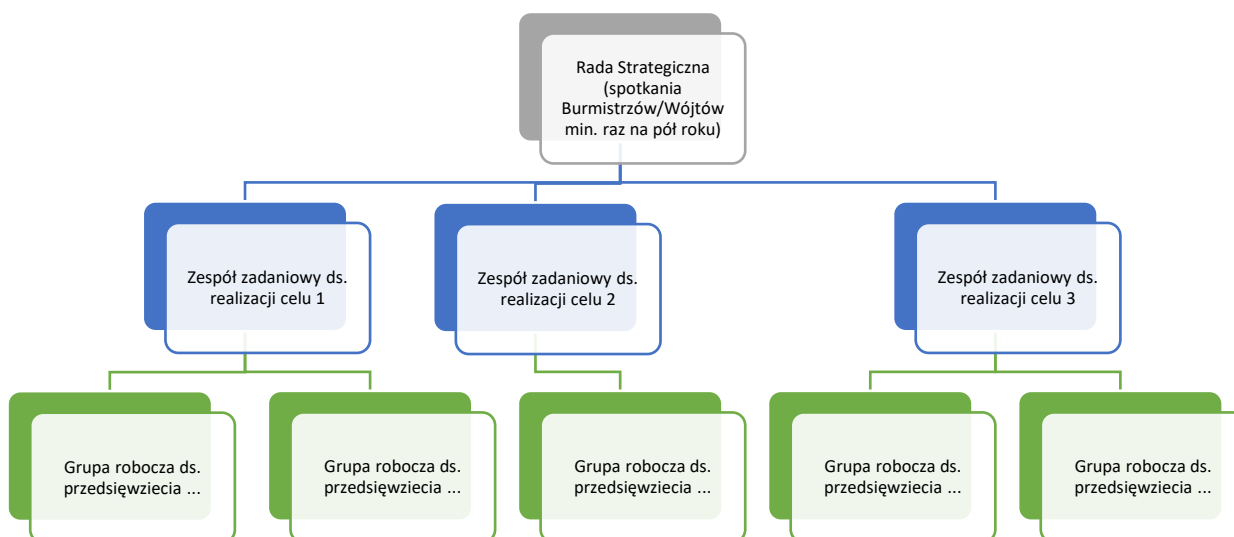 Rada Strategiczna
(spotkania
Burmistrzów/Wójtów
min. raz na pół roku)
Zespół zadaniowy ds.
realizacji celu 1
Zespół zadaniowy ds.
realizacji celu 2
Zespół zadaniowy ds.
realizacji celu 3
Grupa robocza ds.
przedsięwziecia ...
Grupa robocza ds.
przedsięwziecia ...
Grupa robocza ds.
przedsięwziecia ...
Grupa robocza ds.
przedsięwziecia ...
Grupa robocza ds.
przedsięwziecia ...